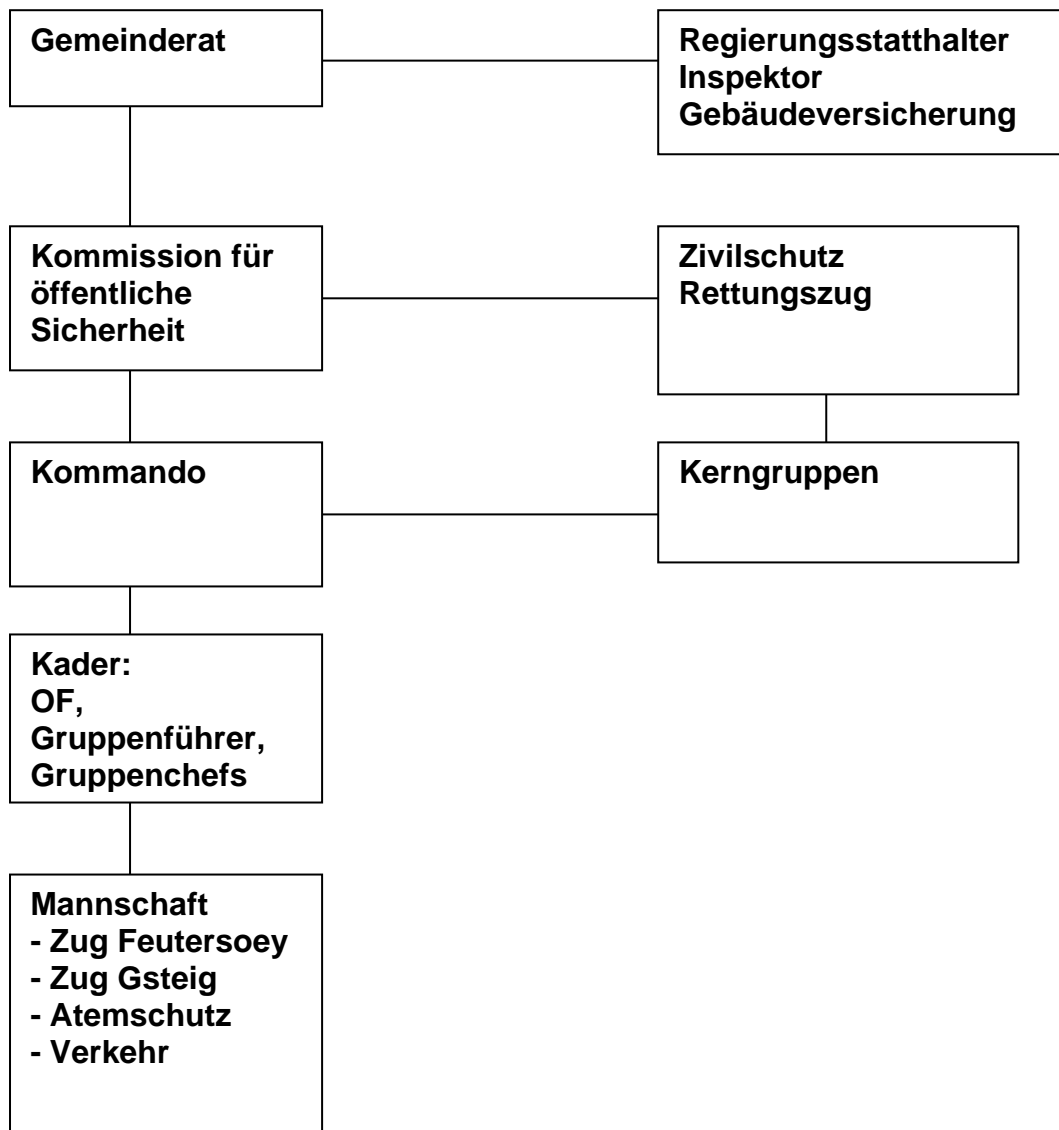 Gemeinderat
Regierungsstatthalter
Inspektor
Gebäudeversicherung
Kommission für
öffentliche
Sicherheit
Zivilschutz
Rettungszug
Kommando
Kerngruppen
Kader:
OF,
Gruppenführer,
Gruppenchefs
Mannschaft
- Zug Feutersoey
- Zug Gsteig
- Atemschutz
- Verkehr